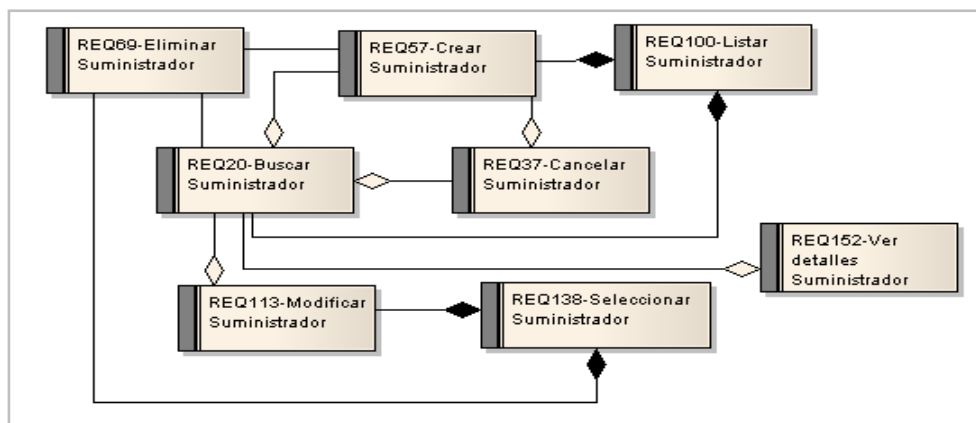 REQ69-Eliminar
Suministrador
REQ57-Crear
Suministrador
REQ100-Listar
Suministrador
REQ20-Buscar
Suministrador
REQ37-Cancelar
Suministrador
REQ152-Ver
detalles
Suministrador
REQ113-Modificar
Suministrador
REQ138-Seleccionar
Suministrador